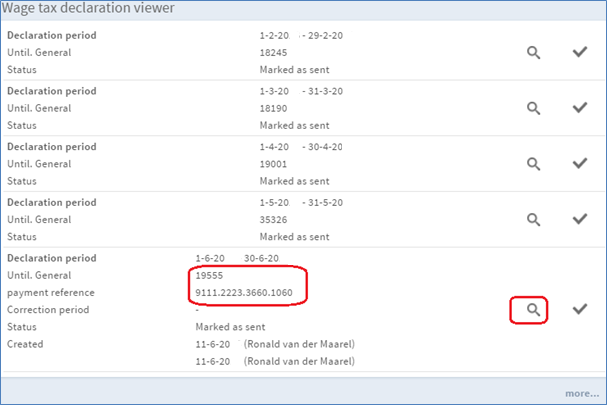 Wage tax declaration viewer
Declaration period 1-2-20 - 29-2-20
Until. General 18245
Status Marked as sent
Declaration period 1-3-20 - 31-3-20
Until. General 18190
Status Marked as sent
Declaration period 1-4-20 - 30-4-20
Until. General 19001
Status Marked as sent
Declaration period 1-5-20 - 31-5-20
Until. General 35326
Status Marked as sent
Declaration period 1-6-20 30-6-20
Until. General 19555
payment reference 9111.2223.3660.1060
Correction period -
Status Marked as sent
Created 11-6-20 (Ronald van der Maarel)
11-6-20 (Ronald van der Maarel)
more...